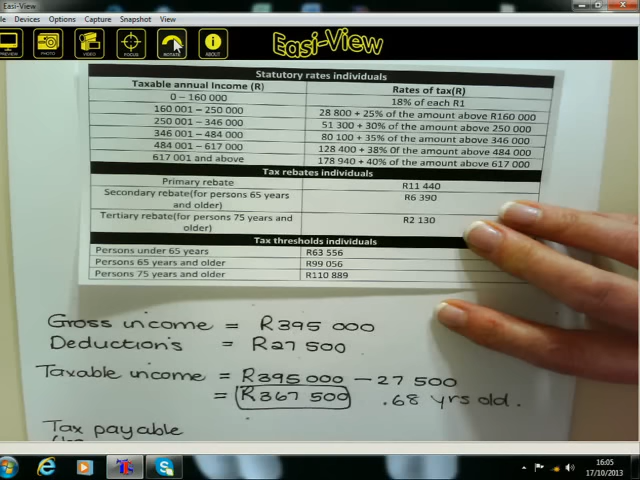 Easi-View
Devices Options Capture Snapshot View
PREVIEW PHOTO VIDEO FOCUS ROTATE ABOUT
Easi-View
Statutory rates individuals
Taxable annual Income (R) Rates of tax(R)
0 – 160 000 18% of each R1
160 001 – 250 000 28 800 + 25% of the amount above R160 000
250 001 – 346 000 51 300 + 30% of the amount above 250 000
346 001 – 484 000 80 100 + 35% of the amount above 346 000
484 001 – 617 000 128 400 + 38% of the amount above 484 000
617 001 and above 178 940 + 40% of the amount above 617 000
Tax rebates individuals
Primary rebate R11 440
Secondary rebate(for persons 65 years R6 390
and older)
Tertiary rebate(for persons 75 years and R2 130
older)
Tax thresholds individuals
Persons under 65 years R63 556
Persons 65 years and older R99 056
Persons 75 years and older R110 889
Gross income = R395 000
Deductions = R27 500
Taxable income = R395 000 – 27 500
= R367 500 .68 yrs old.
Tax payable
16:05
17/10/2013